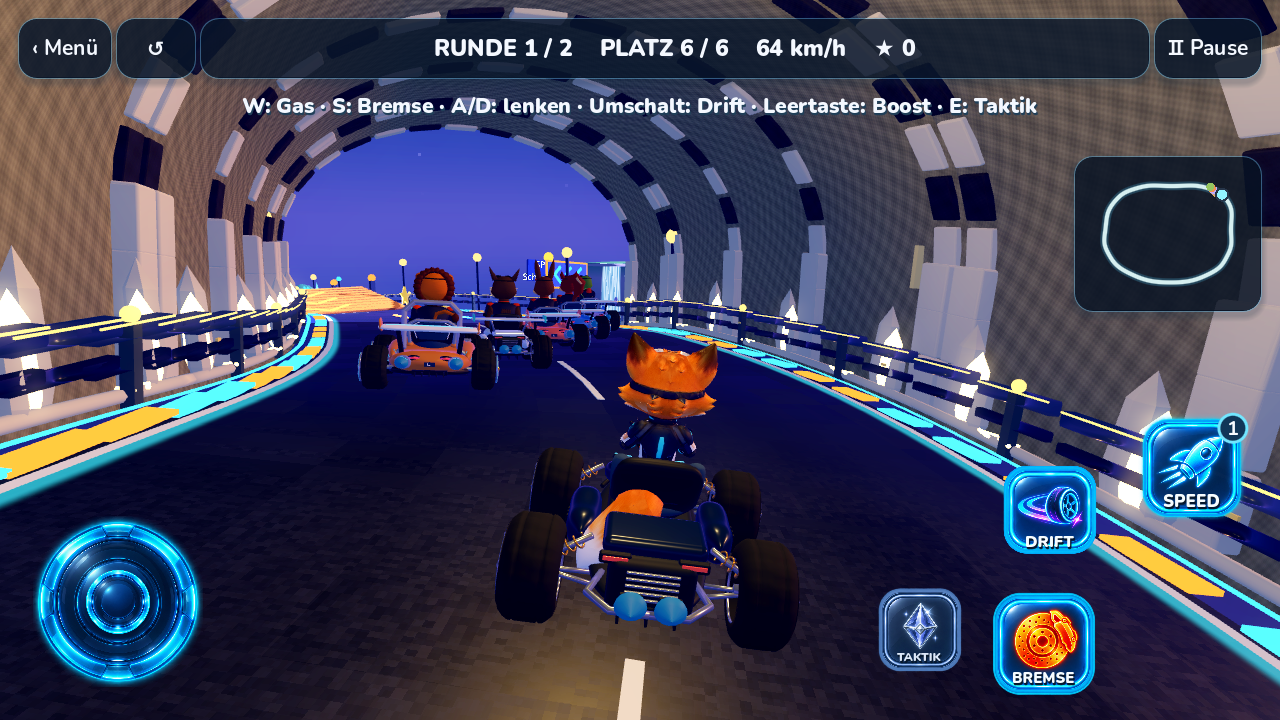 ‹ Menü
↺
RUNDE 1 / 2 PLATZ 6 / 6 64 km/h ★ 0
Pause
W: Gas · S: Bremse · A/D: lenken · Umschalt: Drift · Leertaste: Boost · E: Taktik
1
SPEED
DRIFT
TAKTIK
BREMSE